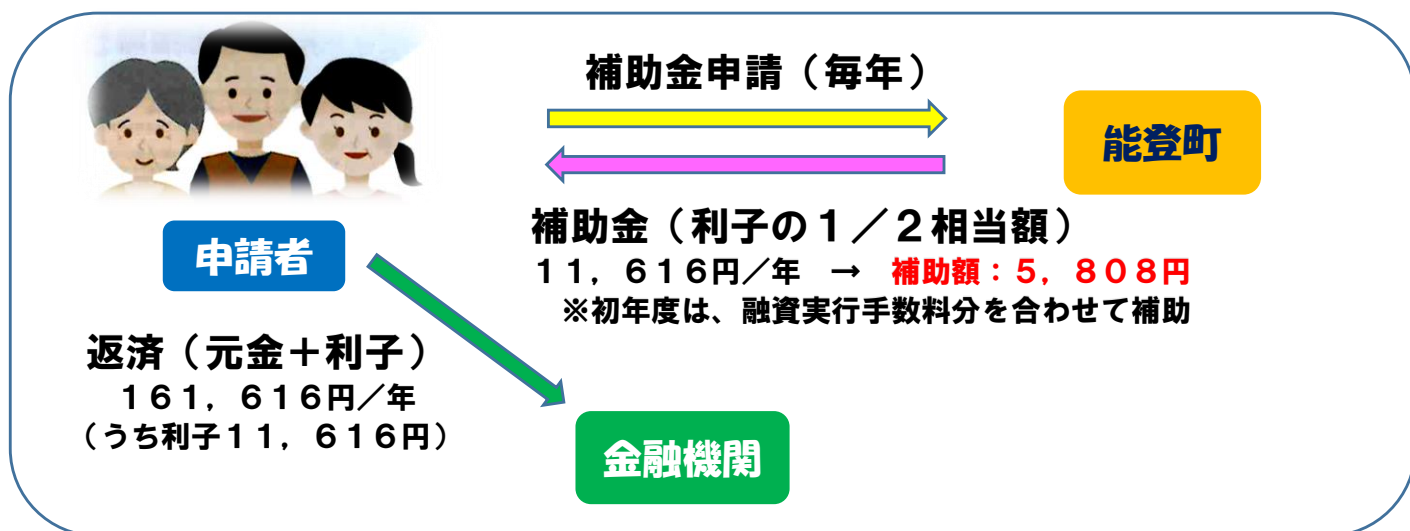 補助金申請（毎年）
能登町
補助金（利子の１／２相当額）
１１，６１６円／年　→　補助額：５，８０８円
※初年度は、融資実行手数料分を合わせて補助
申請者
返済（元金＋利子）
１６１，６１６円／年
（うち利子１１，６１６円）
金融機関